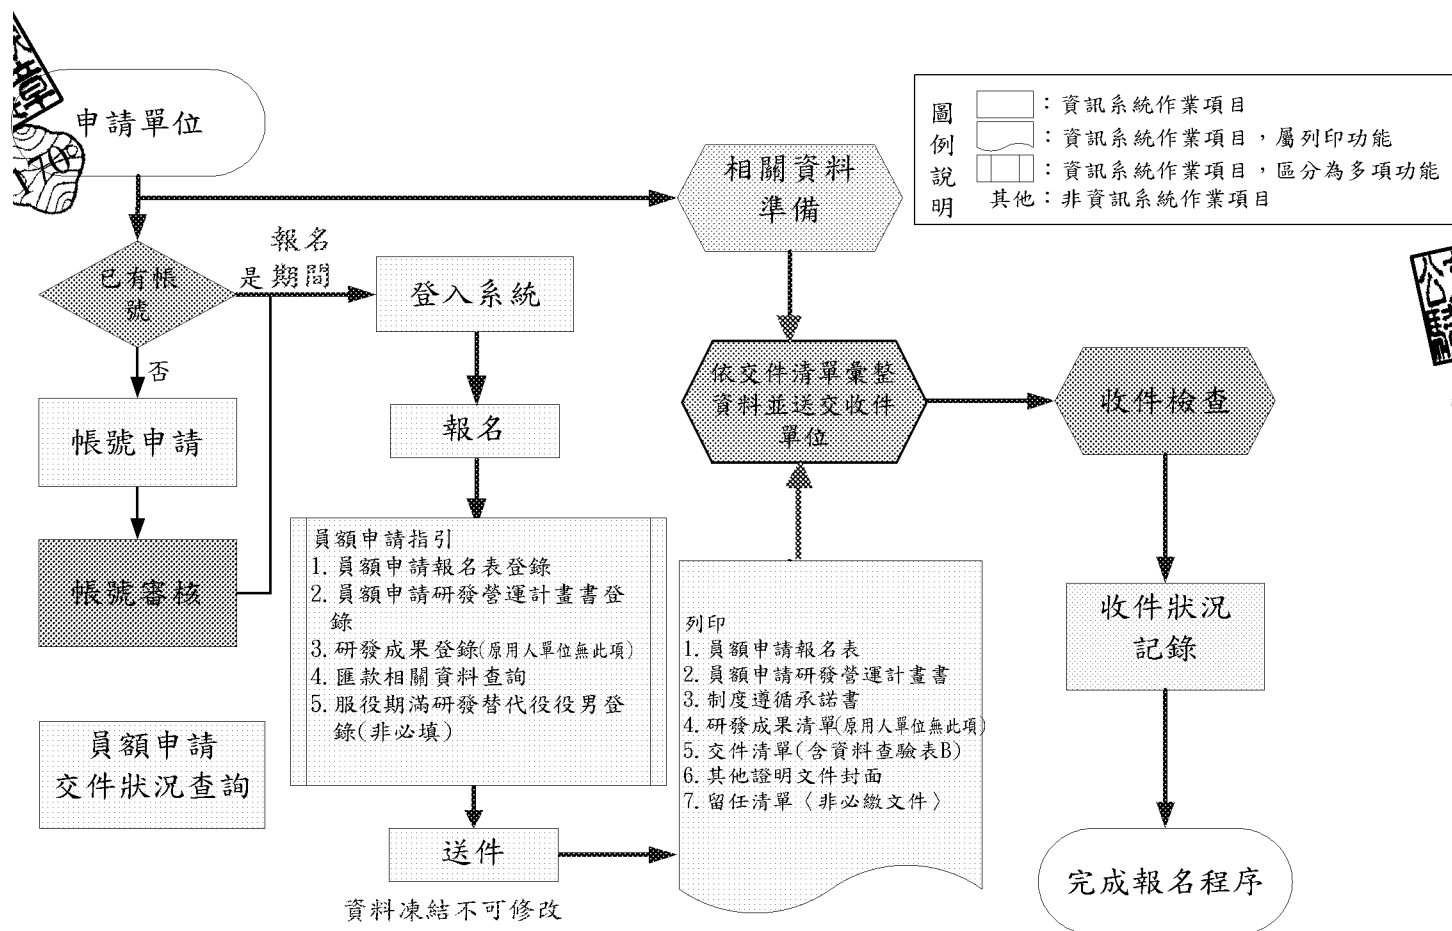 申請單位
圖例說明
：資訊系統作業項目
：資訊系統作業項目，屬列印功能
：資訊系統作業項目，區分為多項功能
其他：非資訊系統作業項目
相關資料
準備
已有帳
號
報名
是期間
否
登入系統
帳號申請
報名
帳號審核
依交件清單彙整
資料並送交收件
單位
收件檢查
員額申請指引
1.員額申請報名表登錄
2.員額申請研發營運計畫書登
錄
3.研發成果登錄(原用人單位無此項)
4.匯款相關資料查詢
5.服役期滿研發替代役役男登
錄(非必填)
列印
1.員額申請報名表
2.員額申請研發營運計畫書
3.制度遵循承諾書
4.研發成果清單(原用人單位無此項)
5.交件清單(含資料查驗表B)
6.其他證明文件封面
7.留任清單〈非必繳文件〉
收件狀況
記錄
員額申請
交件狀況查詢
送件
資料凍結不可修改
完成報名程序